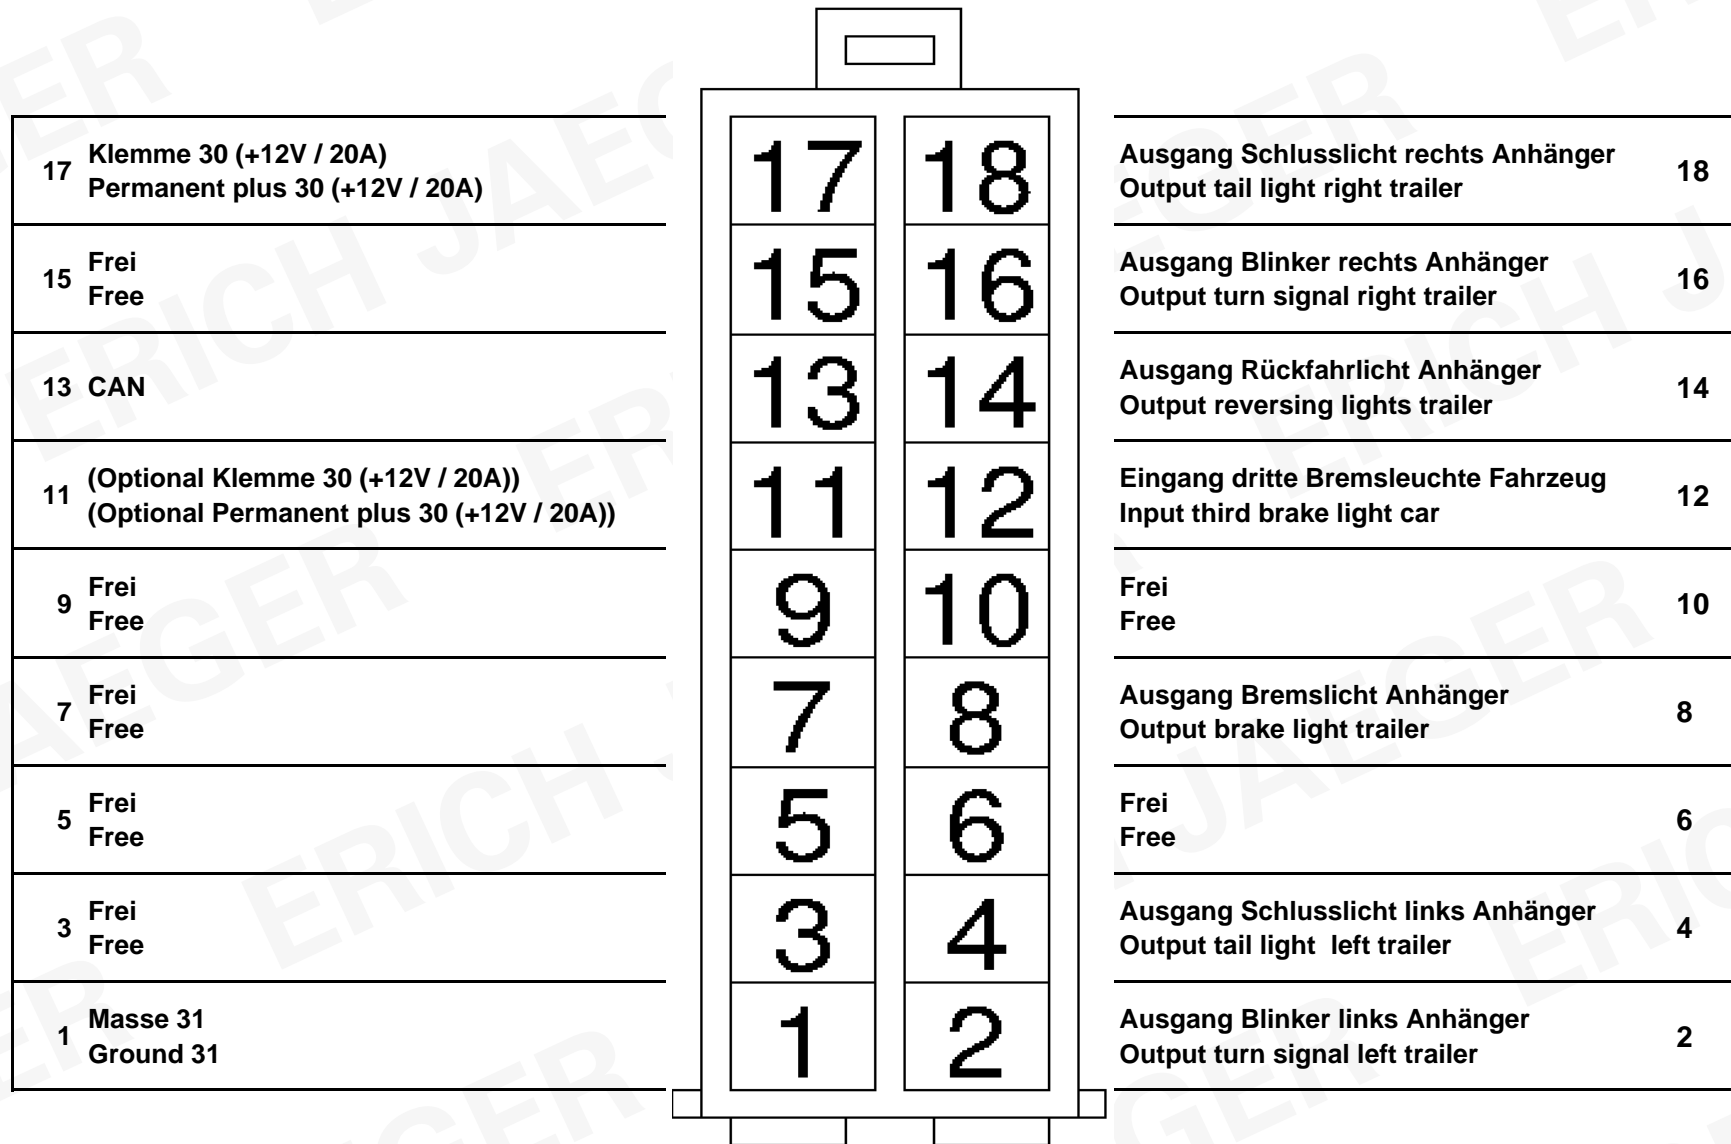 17 Klemme 30 (+12V / 20A)
Permanent plus 30 (+12V / 20A)
15 Frei
Free
13 CAN
11 (Optional Klemme 30 (+12V / 20A))
(Optional Permanent plus 30 (+12V / 20A))
9 Frei
Free
7 Frei
Free
5 Frei
Free
3 Frei
Free
1 Masse 31
Ground 31
17 18
15 16
13 14
11 12
9 10
7 8
5 6
3 4
1 2
Ausgang Schlusslicht rechts Anhänger 18
Output tail light right trailer
Ausgang Blinker rechts Anhänger 16
Output turn signal right trailer
Ausgang Rückfahrlicht Anhänger 14
Output reversing lights trailer
Eingang dritte Bremsleuchte Fahrzeug 12
Input third brake light car
Frei 10
Free
Ausgang Bremslicht Anhänger 8
Output brake light trailer
Frei 6
Free
Ausgang Schlusslicht links Anhänger 4
Output tail light left trailer
Ausgang Blinker links Anhänger 2
Output turn signal left trailer
ERICH JAEGER